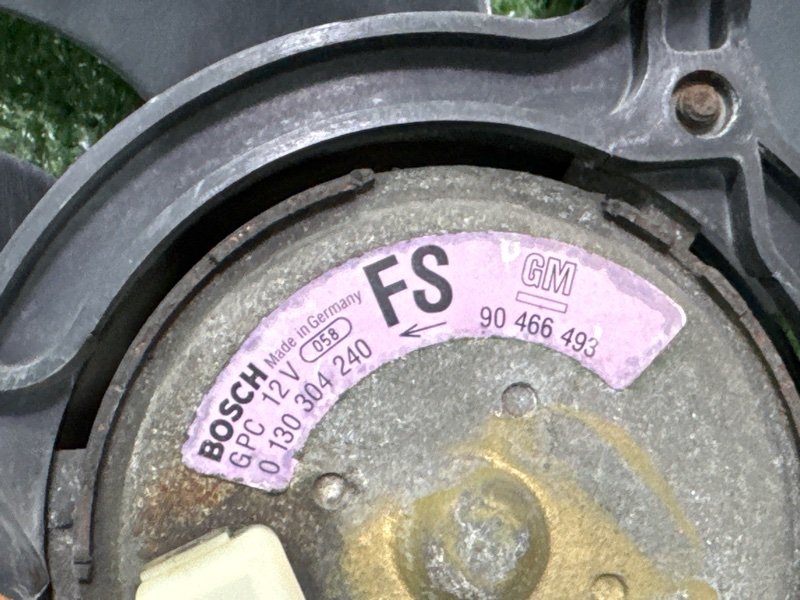 BOSCH Made in Germany
GPC 12V 058
0 130 304 240
FS
←
GM
90 466 493